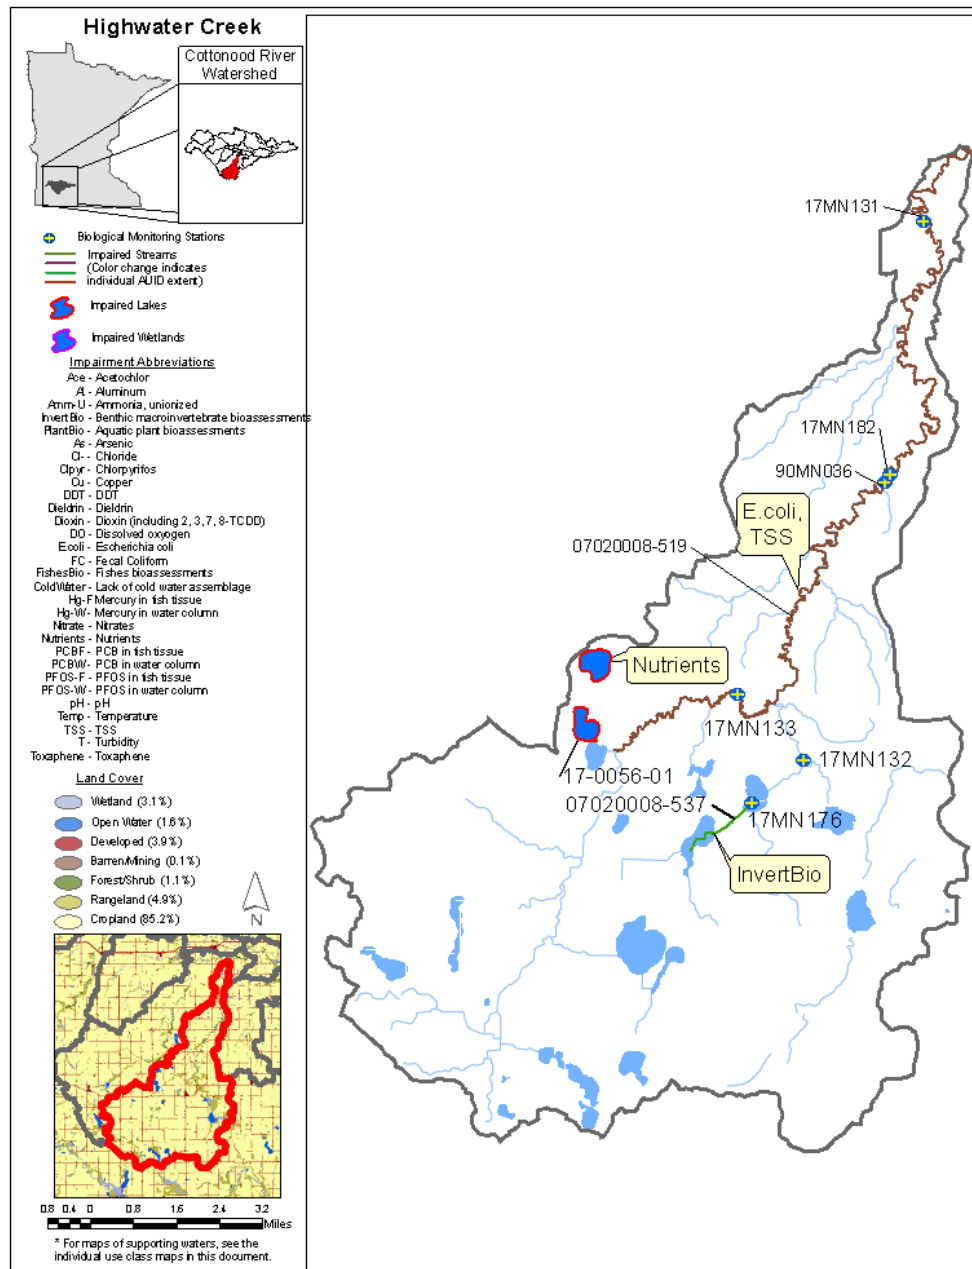 Highwater Creek
Cottonood River
Watershed
Biological Monitoring Stations
Impaired Streams
(Color change indicates
individual AUID extent)
Impaired Lakes
Impaired Wetlands
Impairment Abbreviations
Ace - Acetochlor
Al - Aluminum
Amm-U - Ammonia, unionized
InvertBio - Benthic macroinvertebrate bioassessments
PlantBio - Aquatic plant bioassessments
As - Arsenic
Cl - Chloride
Clpyr - Chlorpyrifos
Cu - Copper
DDT - DDT
Dieldrin - Dieldrin
Dioxin - Dioxin (including 2, 3, 7, 8-TCDD)
DO - Dissolved oxygen
E.coli - Escherichia coli
FC - Fecal Coliform
FishesBio - Fishes bioassessments
ColdWater - Lack of cold water assemblage
Hg-F Mercury in fish tissue
Hg-W - Mercury in water column
Nitrate - Nitrates
Nutrients - Nutrients
PCBF - PCB in fish tissue
PCBW - PCB in water column
PFOS-F - PFOS in fish tissue
PFOS-W - PFOS in water column
pH - pH
Temp - Temperature
TSS - TSS
T - Turbidity
Toxaphene - Toxaphene
Land Cover
Wetland (3.1%)
Open Water (1.6%)
Developed (3.9%)
Barren/Mining (0.1%)
Forest/Shrub (1.1%)
Rangeland (4.9%)
Cropland (85.2%)
N
0.8 0.4 0 0.8 1.6 2.4 3.2
Miles
* For maps of supporting waters, see the
individual use class maps in this document.
17MN131
17MN182
90MN036
E.coli,
TSS
07020008-519
Nutrients
17MN133
17-0056-01
17MN132
07020008-537
17MN176
InvertBio